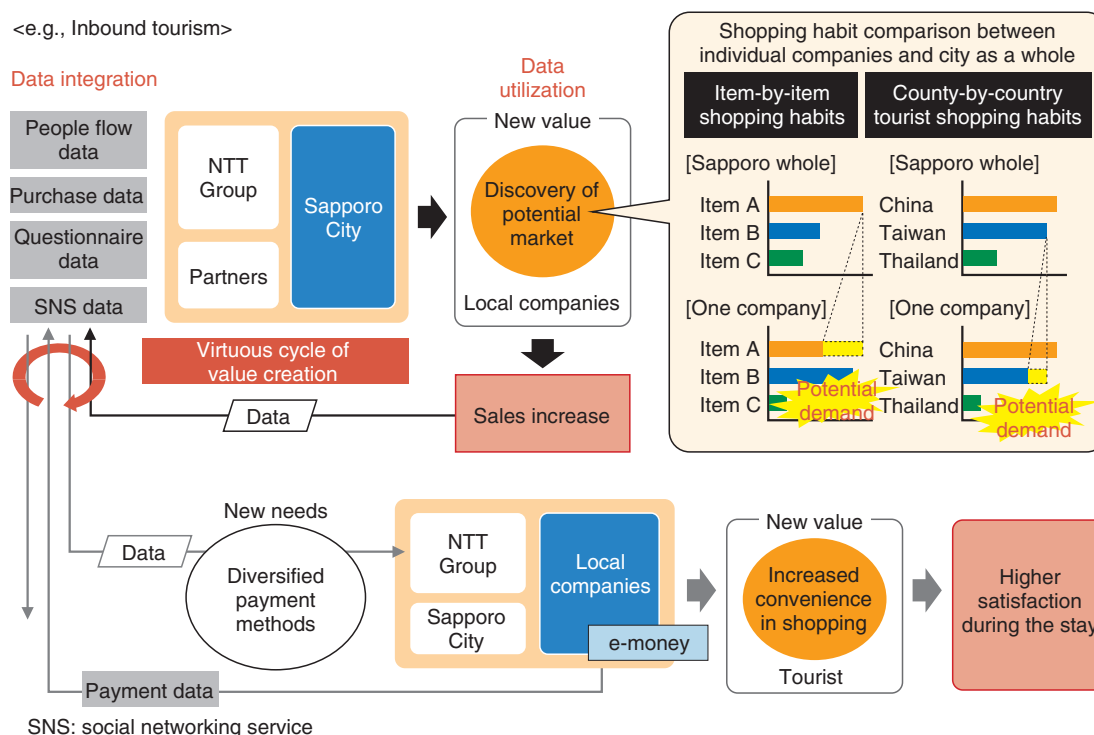 <e.g., Inbound tourism>
Data integration
People flow
data
Purchase data
Questionnaire
data
SNS data
NTT
Group
Partners
Sapporo
City
Virtuous cycle of
value creation
Data
utilization
New value
Discovery of
potential
market
Local companies
Sales increase
Data
Shopping habit comparison between
individual companies and city as a whole
Item-by-item
shopping habits
County-by-country
tourist shopping habits
[Sapporo whole]
Item A
Item B
Item C
[Sapporo whole]
China
Taiwan
Thailand
[One company]
Item A
Item B
Item C
Potential
demand
[One company]
China
Taiwan
Thailand
Potential
demand
New needs
Data
Diversified
payment
methods
NTT
Group
Sapporo
City
Local
companies
e-money
New value
Increased
convenience
in shopping
Tourist
Higher
satisfaction
during the stay
Payment data
SNS: social networking service